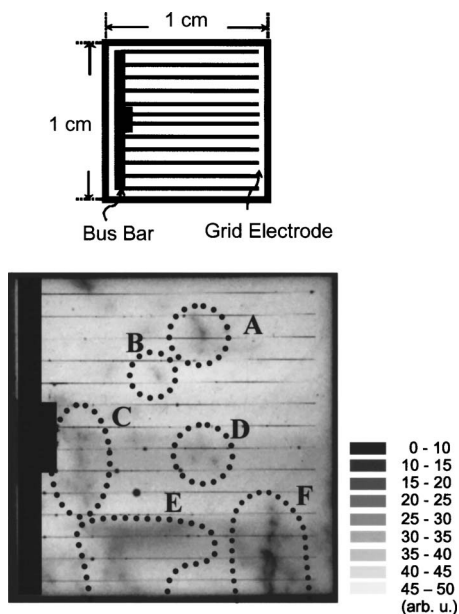 1 cm
1 cm
Bus Bar
Grid Electrode
A
B
C
D
E
F
0 - 10
10 - 15
15 - 20
20 - 25
25 - 30
30 - 35
35 - 40
40 - 45
45 – 50
(arb. u.)